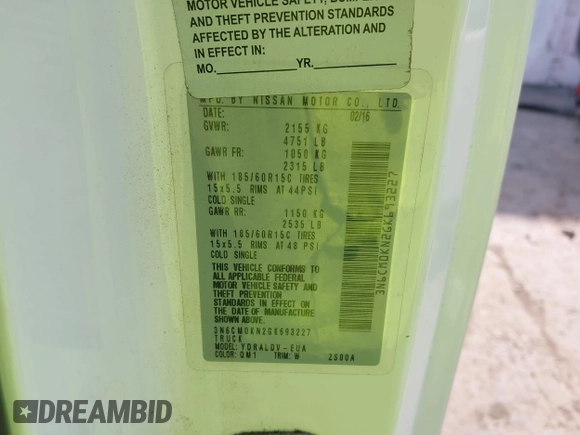 MOTOR VEHICLE SAFETY, BUMPER
AND THEFT PREVENTION STANDARDS
AFFECTED BY THE ALTERATION AND
IN EFFECT IN:
MO. YR.
MFD. BY NISSAN MOTOR CO., LTD.
DATE: 02/16
GVWR: 2155 KG
4751 LB
GAWR FR: 1050 KG
2315 LB
WITH 185/60R15C TIRES
15x5.5 RIMS AT 44PSI
COLD SINGLE
GAWR RR: 1150 KG
2535 LB
WITH 185/60R15C TIRES
15x5.5 RIMS AT 48 PSI
COLD SINGLE
THIS VEHICLE CONFORMS TO
ALL APPLICABLE FEDERAL
MOTOR VEHICLE SAFETY AND
THEFT PREVENTION
STANDARDS IN EFFECT ON
THE DATE OF MANUFACTURE
SHOWN ABOVE.
3N6CM0KN2GK693227
TRUCK
MODEL: YDRALDV-EUA
COLOR: QM1 TRIM: W 2S00A
3N6CM0KN2GK693227
DREAMBID